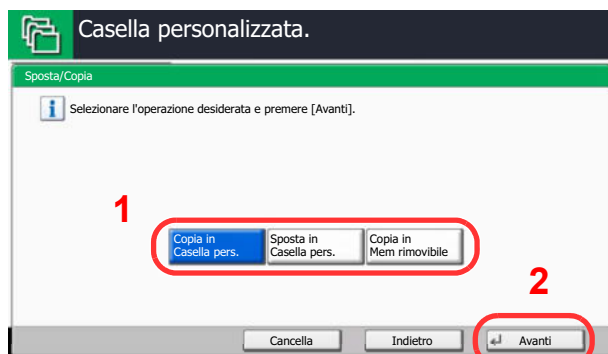 Casella personalizzata.
Sposta/Copia
i Selezionare l'operazione desiderata e premere [Avanti].
1
Copia in Casella pers.
Sposta in Casella pers.
Copia in Mem rimovibile
2
Cancella Indietro Avanti